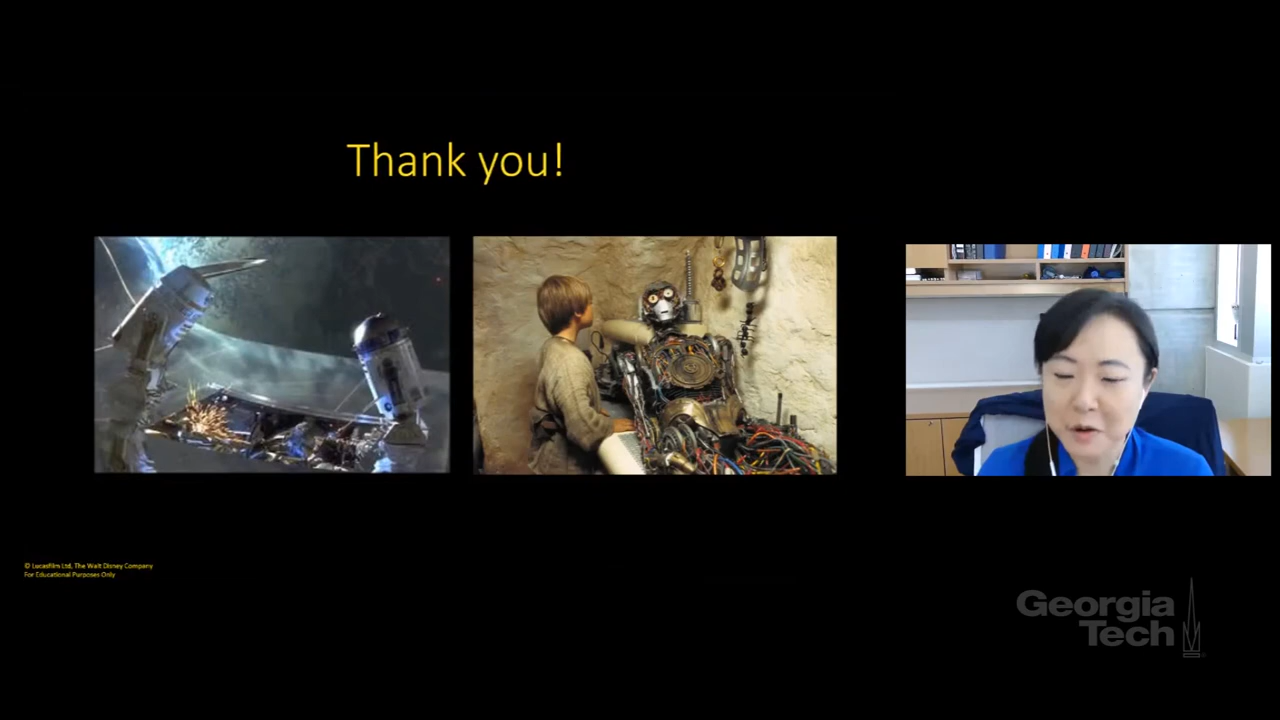 Thank you!
© Lucasfilm Ltd, The Walt Disney Company
For Educational Purposes Only
Georgia
Tech